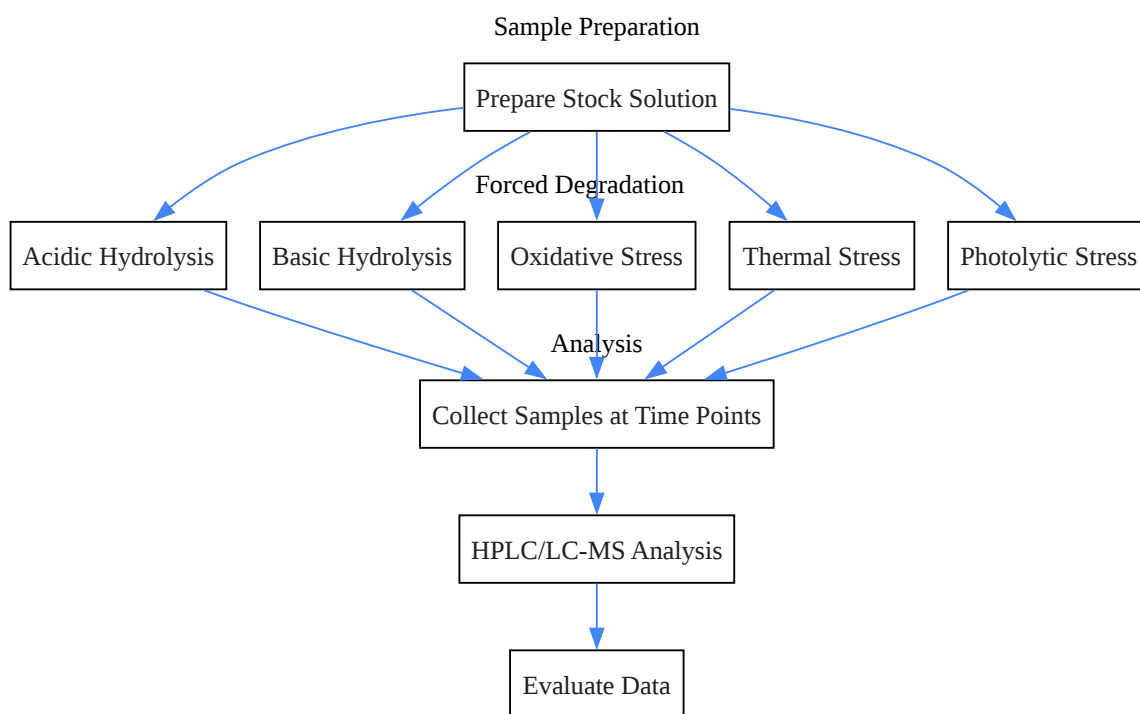 Sample Preparation
Prepare Stock Solution
Forced Degradation
Acidic Hydrolysis
Basic Hydrolysis
Oxidative Stress
Thermal Stress
Photolytic Stress
Analysis
Collect Samples at Time Points
HPLC/LC-MS Analysis
Evaluate Data